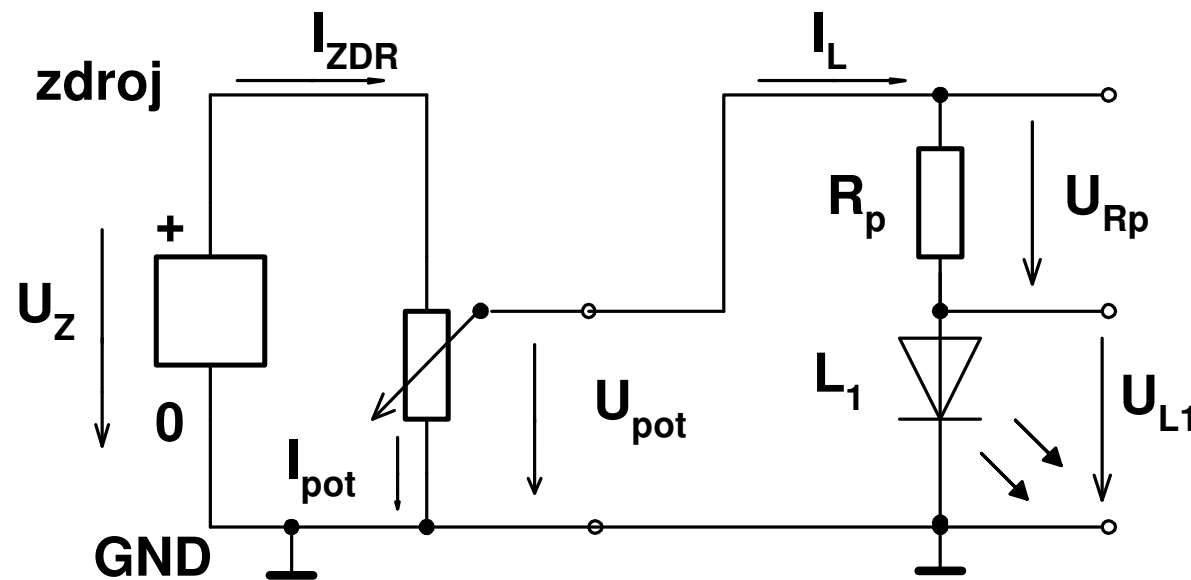 I_ZDR
I_L
zdroj
R_p
U_Rp
+
U_Z
L_1
U_L1
0
U_pot
I_pot
GND